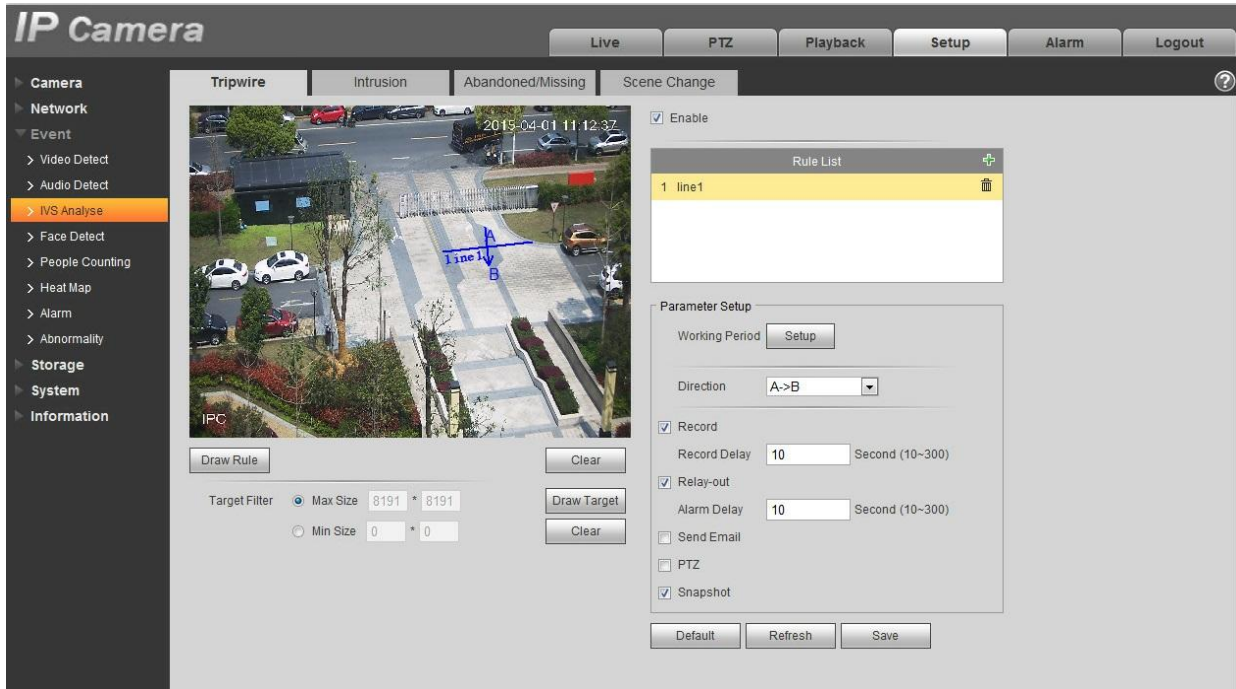 IP Camera
Live PTZ Playback Setup Alarm Logout
Camera
Network
Event
Video Detect
Audio Detect
IVS Analyse
Face Detect
People Counting
Heat Map
Alarm
Abnormality
Storage
System
Information
Tripwire Intrusion Abandoned/Missing Scene Change
?
2015-04-01 11:12:37
A
line1
B
IPC
Draw Rule Clear
Target Filter Max Size 8191 * 8191 Draw Target
Min Size 0 * 0 Clear
Enable
Rule List
1 line1
Parameter Setup
Working Period Setup
Direction A->B
Record
Record Delay 10 Second (10~300)
Relay-out
Alarm Delay 10 Second (10~300)
Send Email
PTZ
Snapshot
Default Refresh Save